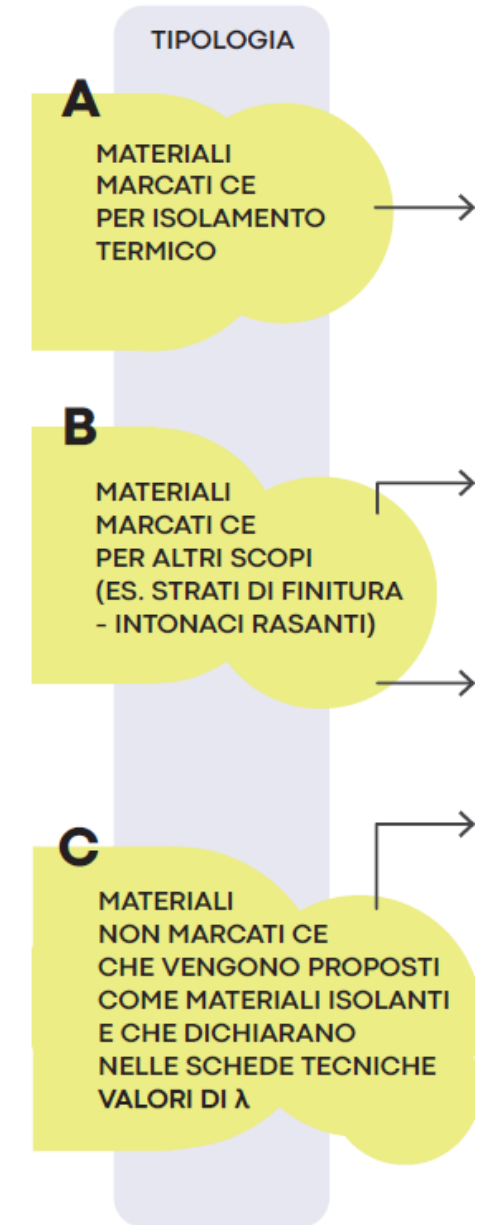 TIPOLOGIA
A
MATERIALI
MARCATI CE
PER ISOLAMENTO
TERMICO
B
MATERIALI
MARCATI CE
PER ALTRI SCOPI
(ES. STRATI DI FINITURA
- INTONACI RASANTI)
C
MATERIALI
NON MARCATI CE
CHE VENGONO PROPOSTI
COME MATERIALI ISOLANTI
E CHE DICHIARANO
NELLE SCHEDE TECNICHE
VALORI DI λ